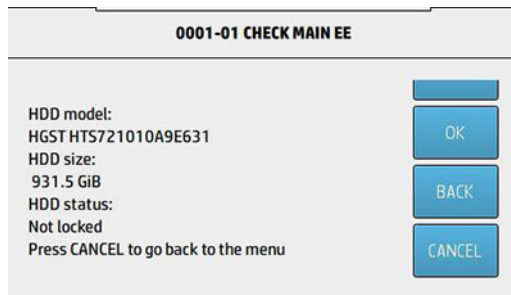 0001-01 CHECK MAIN EE
HDD model:
HGST HTS721010A9E631
HDD size:
931.5 GiB
HDD status:
Not locked
Press CANCEL to go back to the menu
OK
BACK
CANCEL